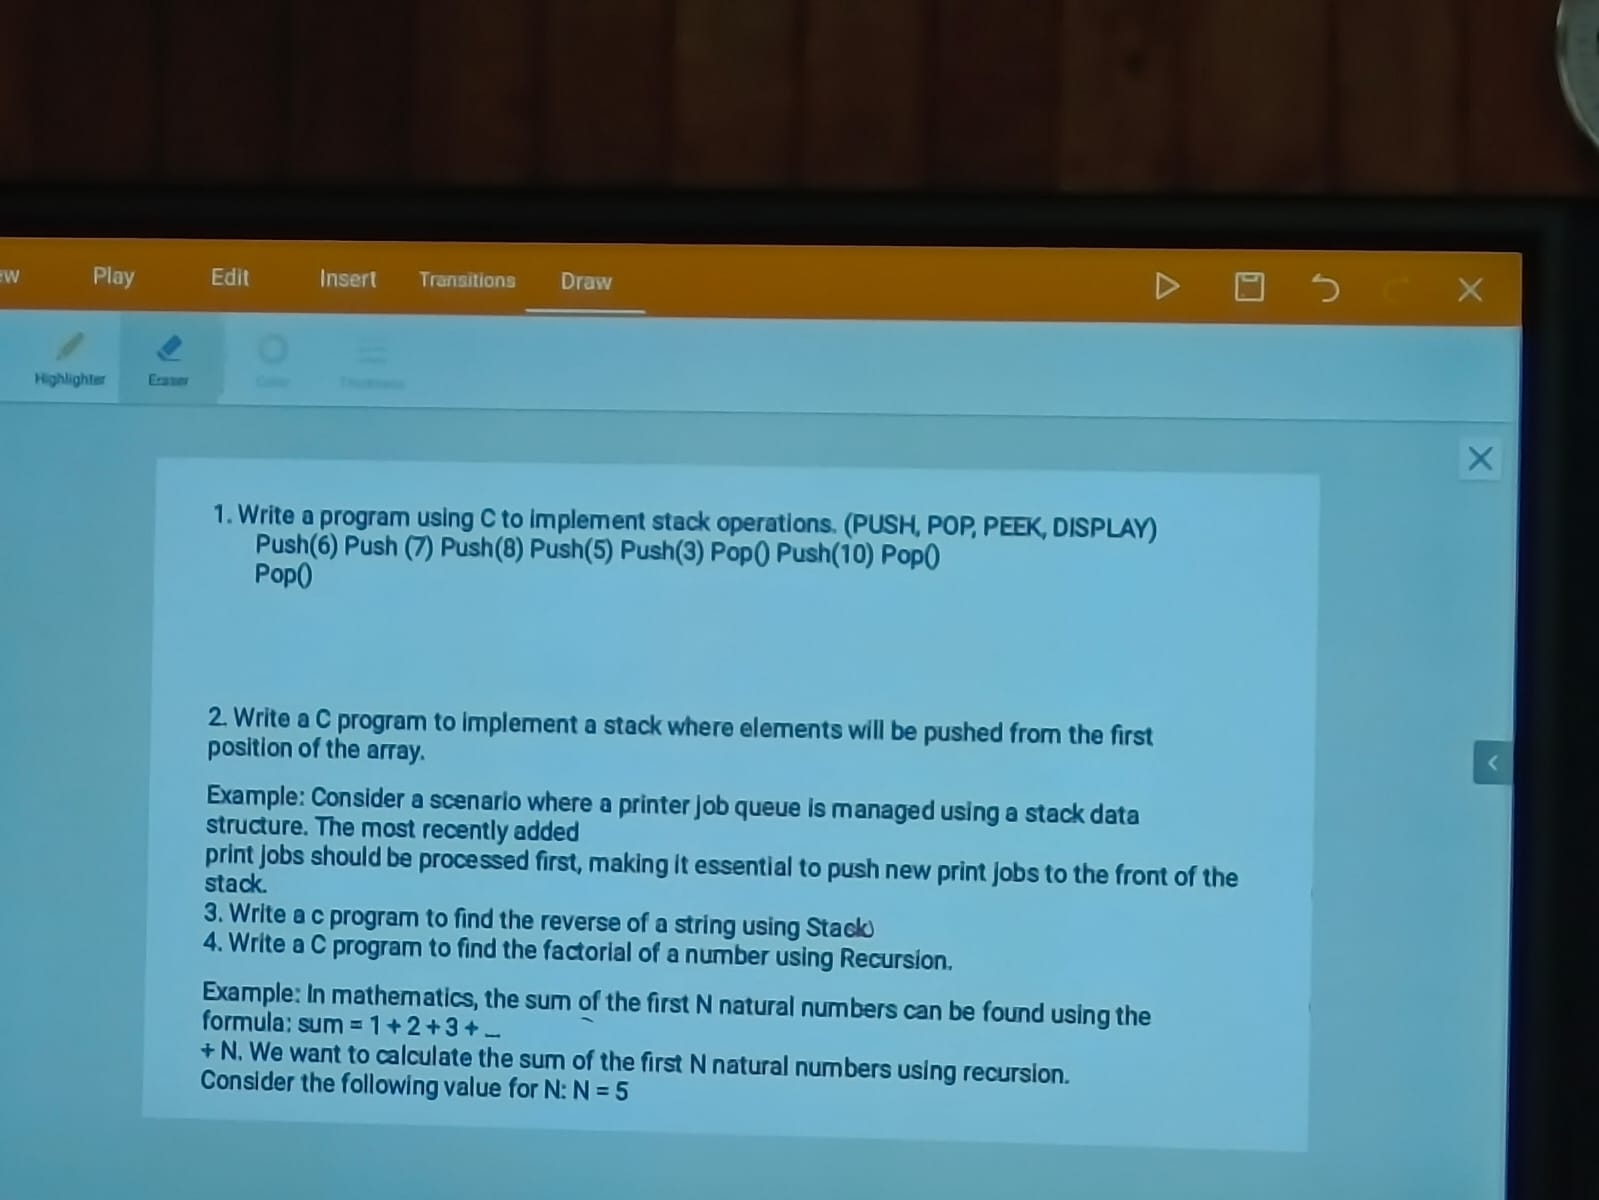 Play Edit Insert Transitions Draw
Highlighter Eraser Color Thickness
1. Write a program using C to implement stack operations. (PUSH, POP, PEEK, DISPLAY)
Push(6) Push (7) Push(8) Push(5) Push(3) Pop() Push(10) Pop()
Pop()
2. Write a C program to implement a stack where elements will be pushed from the first
position of the array.
Example: Consider a scenario where a printer job queue is managed using a stack data
structure. The most recently added
print jobs should be processed first, making it essential to push new print jobs to the front of the
stack.
3. Write a c program to find the reverse of a string using Stack
4. Write a C program to find the factorial of a number using Recursion.
Example: In mathematics, the sum of the first N natural numbers can be found using the
formula: sum = 1 + 2 + 3 + ...
+ N. We want to calculate the sum of the first N natural numbers using recursion.
Consider the following value for N: N = 5